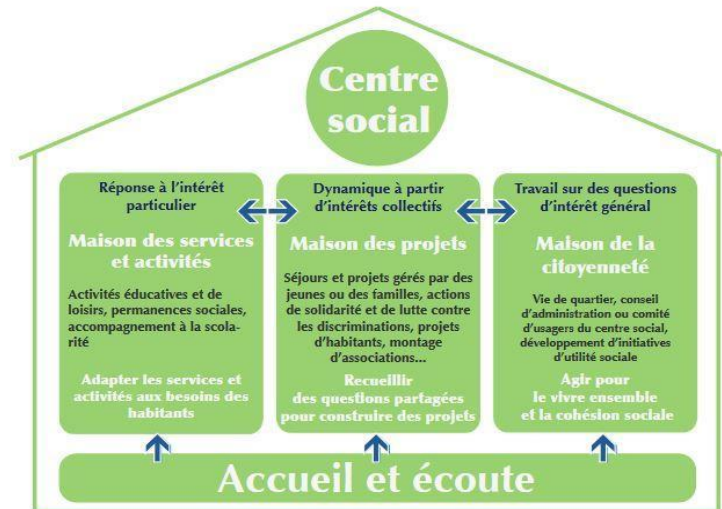 Centre
social
Réponse à l'intérêt
particulier
Maison des services
et activités
Activités éducatives et de
loisirs, permanences sociales,
accompagnement à la scola-
rité
Adapter les services et
activités aux besoins des
habitants
Dynamique à partir
d'intérêts collectifs
Maison des projets
Séjours et projets gérés par des
jeunes ou des familles, actions
de solidarité et de lutte contre
les discriminations, projets
d'habitants, montage
d'associations...
Recueillir
des questions partagées
pour construire des projets
Travail sur des questions
d'intérêt général
Maison de la
citoyenneté
Vie de quartier, conseil
d'administration ou comité
d'usagers du centre social,
développement d'initiatives
d'utilité sociale
Agir pour
le vivre ensemble
et la cohésion sociale
Accueil et écoute